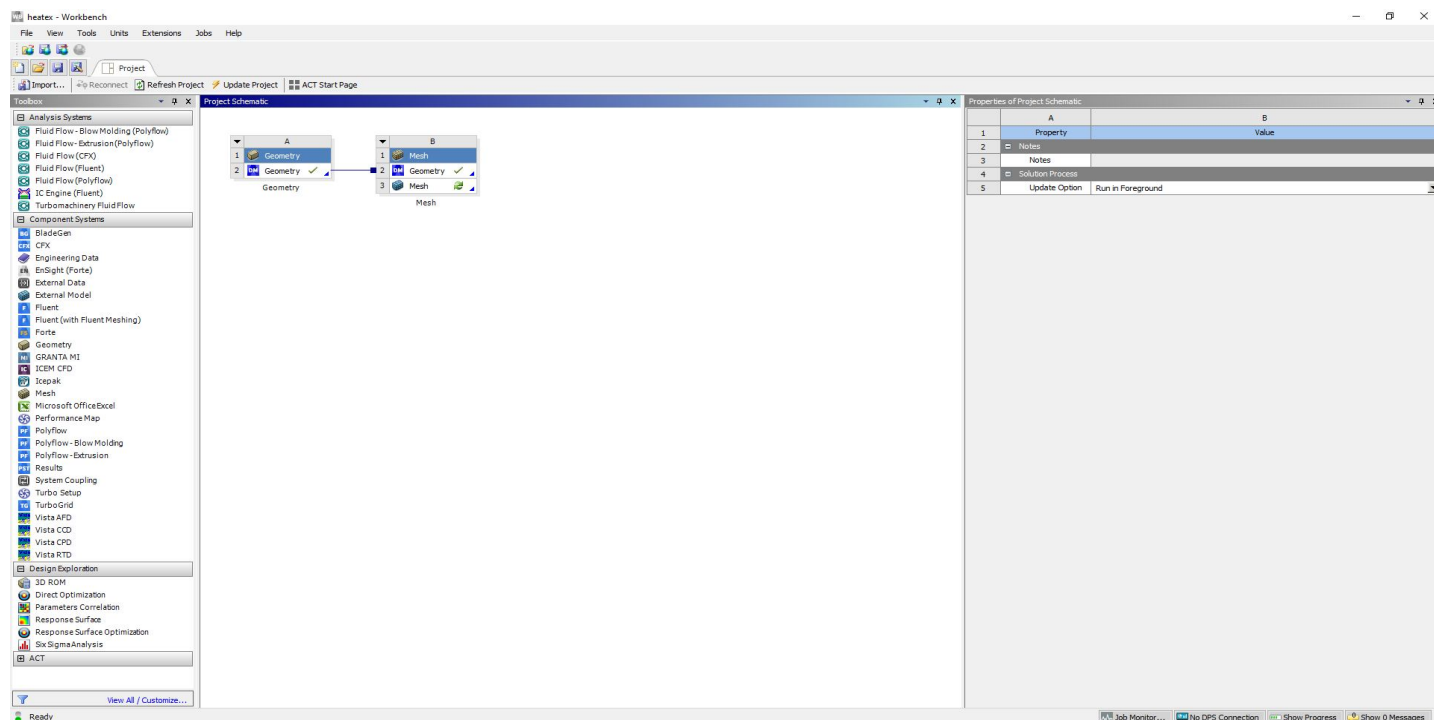 heatex - Workbench
File View Tools Units Extensions Jobs Help
Project
Import... Reconnect Refresh Project Update Project ACT Start Page
Toolbox
Analysis Systems
Fluid Flow - Blow Molding (Polyflow)
Fluid Flow - Extrusion (Polyflow)
Fluid Flow (CFX)
Fluid Flow (Fluent)
Fluid Flow (Polyflow)
IC Engine (Fluent)
Turbomachinery Fluid Flow
Component Systems
BladeGen
CFX
Engineering Data
EnSight (Forte)
External Data
External Model
Fluent
Fluent (with Fluent Meshing)
Forte
Geometry
GRANTA MI
ICEM CFD
Icepak
Mesh
Microsoft Office Excel
Performance Map
Polyflow
Polyflow - Blow Molding
Polyflow - Extrusion
Results
System Coupling
Turbo Setup
TurboGrid
Vista AFD
Vista CCD
Vista CPD
Vista RTD
Design Exploration
3D ROM
Direct Optimization
Parameters Correlation
Response Surface
Response Surface Optimization
Six Sigma Analysis
ACT
View All / Customize...
Project Schematic
A
1 Geometry
2 DM Geometry
Geometry
B
1 Mesh
2 DM Geometry
3 Mesh
Mesh
Properties of Project Schematic
A B
1 Property Value
2 Notes
3 Notes
4 Solution Process
5 Update Option Run in Foreground
Ready
Job Monitor... No DPS Connection Show Progress Show 0 Messages